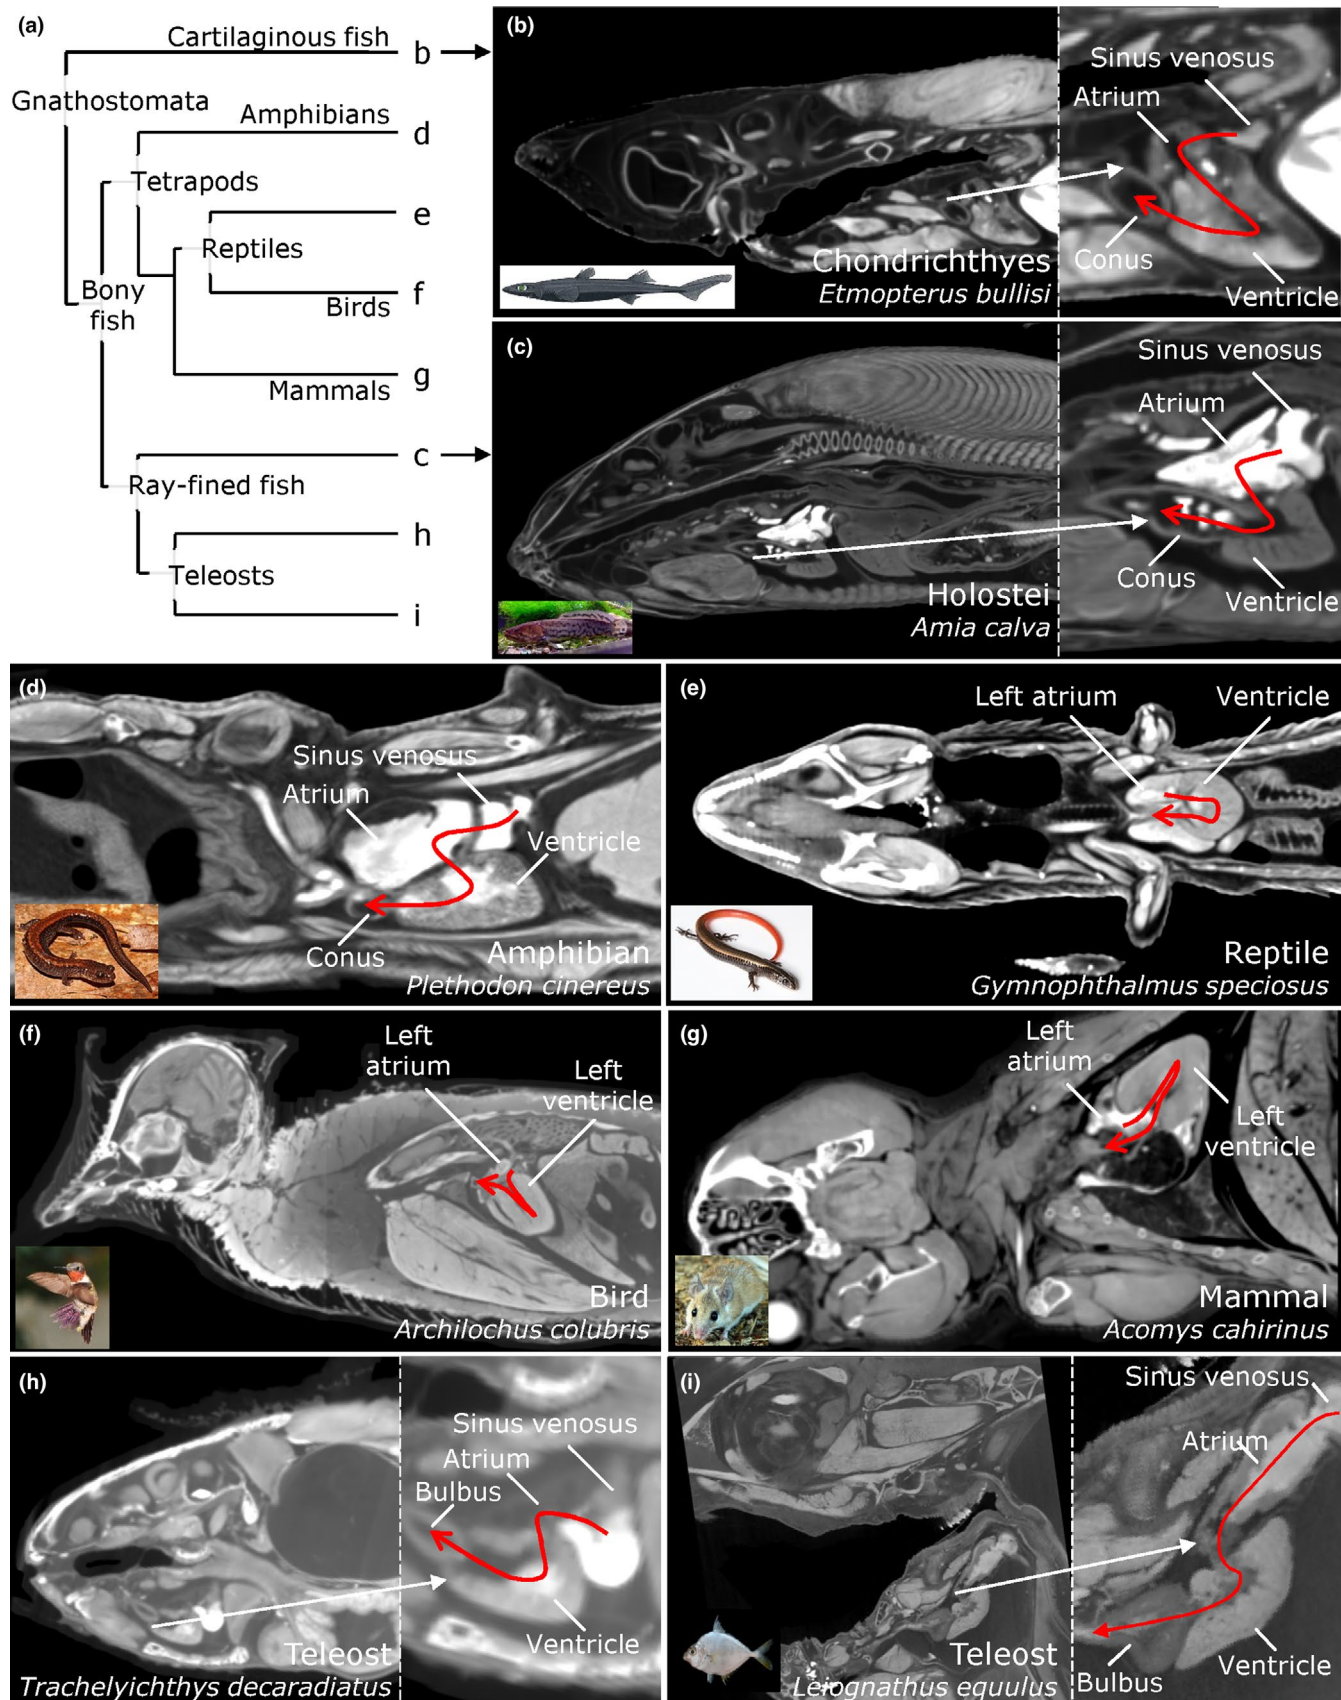 (a)
Cartilaginous fish b
Gnathostomata
Amphibians d
Tetrapods
e
Reptiles
Birds f
Bony
fish
Mammals g
c
Ray-fined fish
h
Teleosts
i
(b)
Sinus venosus
Atrium
Conus
Ventricle
Chondrichthyes
Etmopterus bullisi
(c)
Sinus venosus
Atrium
Conus
Ventricle
Holostei
Amia calva
(d)
Sinus venosus
Atrium
Ventricle
Conus
Amphibian
Plethodon cinereus
(e)
Left atrium
Ventricle
Reptile
Gymnophthalmus speciosus
(f)
Left
atrium
Left
ventricle
Bird
Archilochus colubris
(g)
Left
atrium
Left
ventricle
Mammal
Acomys cahirinus
(h)
Sinus venosus
Atrium
Bulbus
Ventricle
Teleost
Trachelyichthys decaradiatus
(i)
Sinus venosus
Atrium
Bulbus
Ventricle
Teleost
Leiognathus equulus